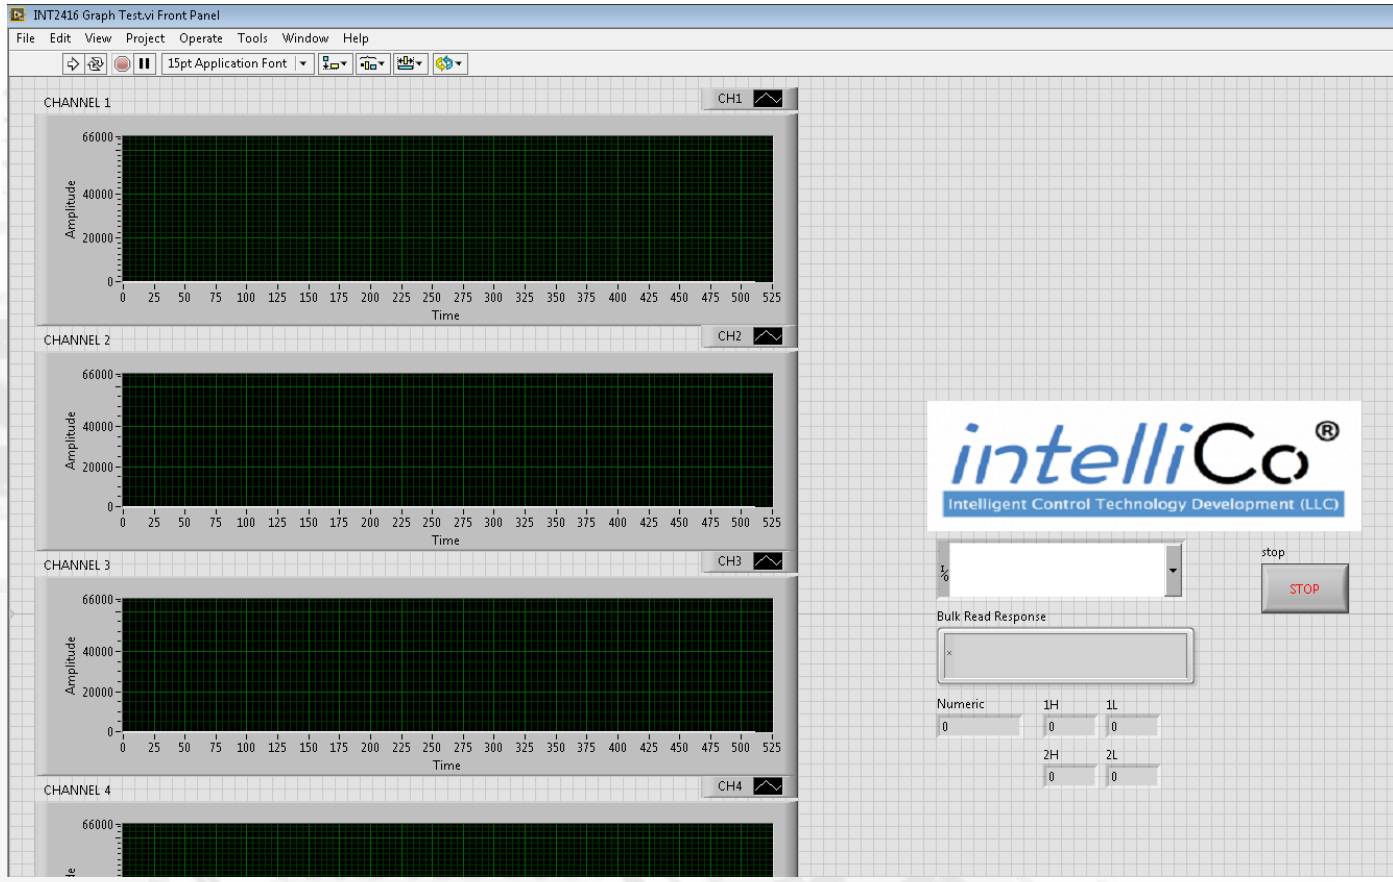 INT2416 Graph Test.vi Front Panel
File Edit View Project Operate Tools Window Help
15pt Application Font
CHANNEL 1
CH1
66000
40000
20000
0
Amplitude
0 25 50 75 100 125 150 175 200 225 250 275 300 325 350 375 400 425 450 475 500 525
Time
CHANNEL 2
CH2
66000
40000
20000
0
Amplitude
0 25 50 75 100 125 150 175 200 225 250 275 300 325 350 375 400 425 450 475 500 525
Time
CHANNEL 3
CH3
66000
40000
20000
0
Amplitude
0 25 50 75 100 125 150 175 200 225 250 275 300 325 350 375 400 425 450 475 500 525
Time
CHANNEL 4
CH4
66000
intelliCo®
Intelligent Control Technology Development (LLC)
I/O
stop
STOP
Bulk Read Response
×
Numeric 1H 1L
0 0 0
2H 2L
0 0